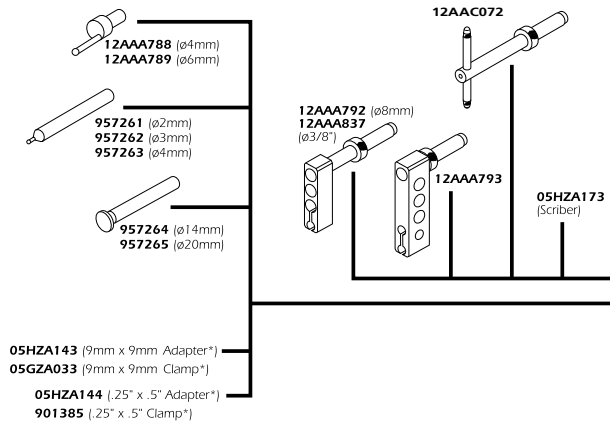 12AAC072
12AAA788 (ø4mm)
12AAA789 (ø6mm)
957261 (ø2mm)
957262 (ø3mm)
957263 (ø4mm)
12AAA792 (ø8mm)
12AAA837
(ø3/8")
12AAA793
05HZA173
(Scriber)
957264 (ø14mm)
957265 (ø20mm)
05HZA143 (9mm x 9mm Adapter*)
05GZA033 (9mm x 9mm Clamp*)
05HZA144 (.25" x .5" Adapter*)
901385 (.25" x .5" Clamp*)